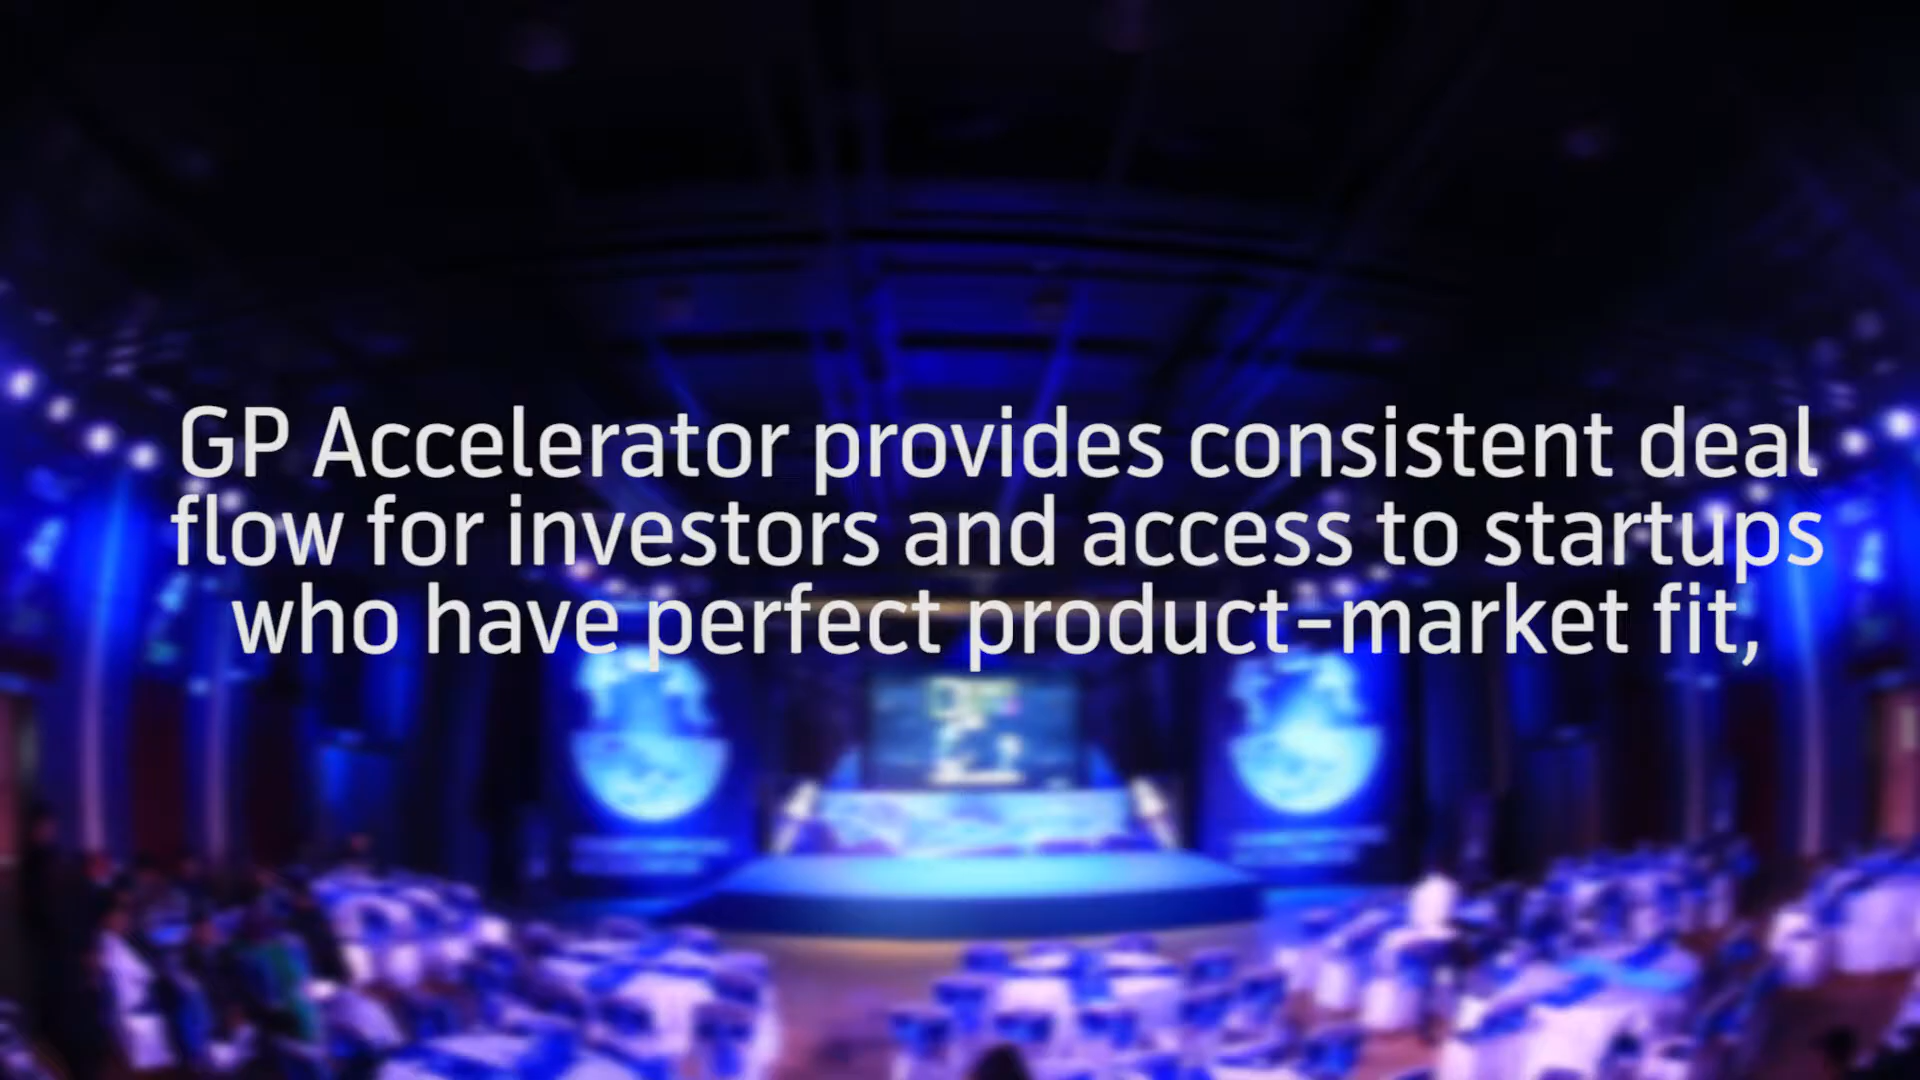 GP Accelerator provides consistent deal
flow for investors and access to startups
who have perfect product-market fit,